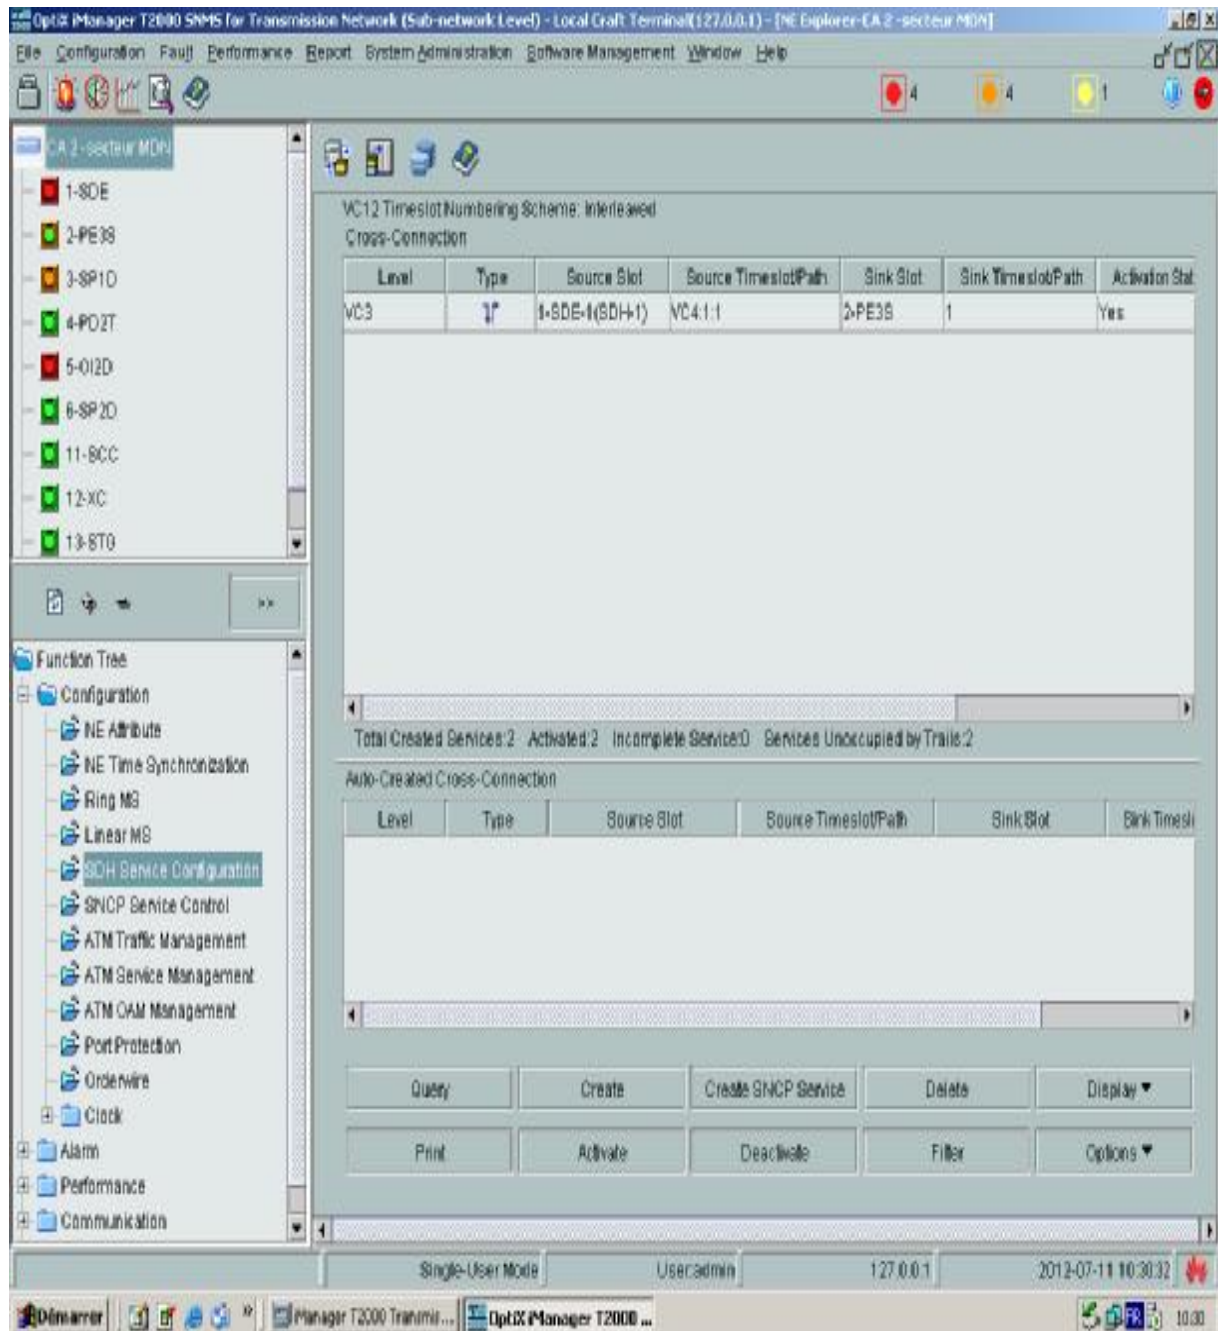 OptiX iManager T2000 SNMS for Transmission Network (Sub-network Level) - Local Craft Terminal(127.0.0.1) - [NE Explorer-CA 2 -secteur MDN]
File Configuration Fault Performance Report System Administration Software Management Window Help
4 4 1
CA 2 -secteur MDN
1-SDE
2-PE3S
3-SP1D
4-PD2T
5-OI2D
6-SP2D
11-SCC
12-XC
13-STG
>>
Function Tree
Configuration
NE Attribute
NE Time Synchronization
Ring MS
Linear MS
SDH Service Configuration
SNCP Service Control
ATM Traffic Management
ATM Service Management
ATM OAM Management
Port Protection
Orderwire
Clock
Alarm
Performance
Communication
VC12 Timeslot Numbering Scheme: Interleaved
Cross-Connection
Level Type Source Slot Source Timeslot/Path Sink Slot Sink Timeslot/Path Activation Stat
VC3 1-SDE-1(SDH-1) VC4:1:1 2-PE3S 1 Yes
Total Created Services:2 Activated:2 Incomplete Service:0 Services Unoccupied by Trails:2
Auto-Created Cross-Connection
Level Type Source Slot Source Timeslot/Path Sink Slot Sink Timesl
Query Create Create SNCP Service Delete Display
Print Activate Deactivate Filter Options
Single-User Mode User:admin 127.0.0.1 2012-07-11 10:30:32
Démarrer » iManager T2000 Transmis... OptiX iManager T2000 ... FR 10:30